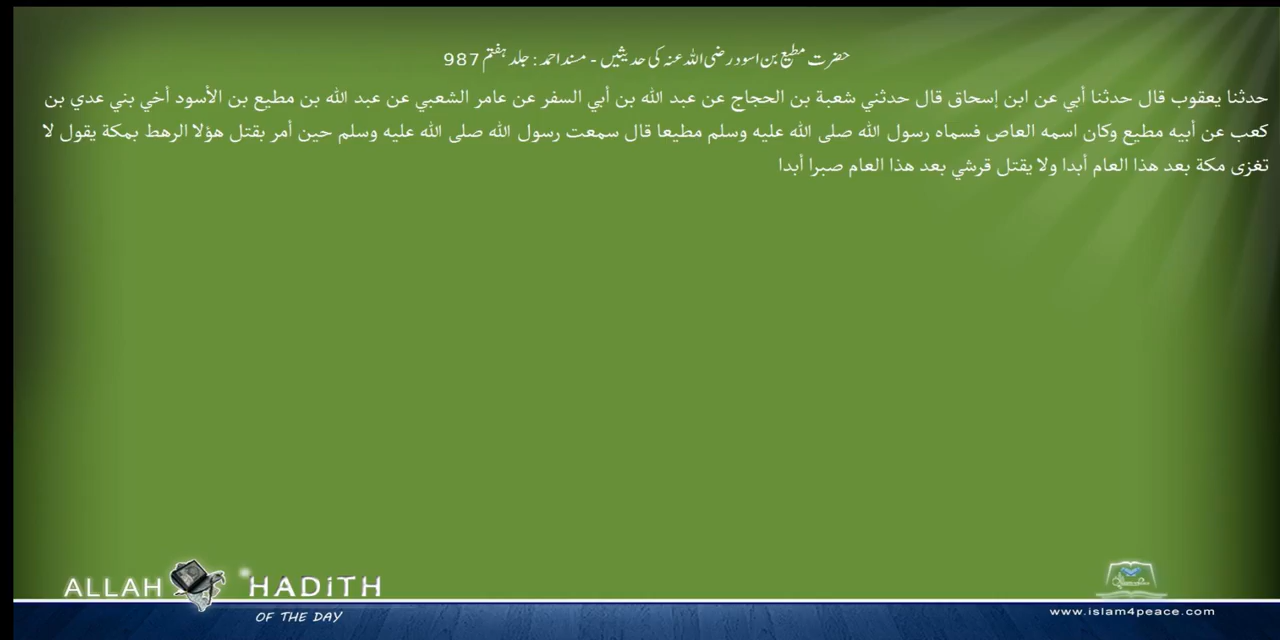 حضرت مطیع بن اسود رضی اللہ عنہ کی حدیثیں - مسند احمد : جلد ہفتم 987
حدثنا يعقوب قال حدثنا أبي عن ابن إسحاق قال حدثني شعبة بن الحجاج عن عبد الله بن أبي السفر عن عامر الشعبي عن عبد الله بن مطيع بن الأسود أخي بني عدي بن
كعب عن أبيه مطيع وكان اسمه العاص فسماه رسول الله صلى الله عليه وسلم مطيعا قال سمعت رسول الله صلى الله عليه وسلم حين أمر بقتل هؤلا الرهط بمكة يقول لا
تغزى مكة بعد هذا العام أبدا ولا يقتل قرشي بعد هذا العام صبرا أبدا
ALLAH HADITH
OF THE DAY
www.islam4peace.com